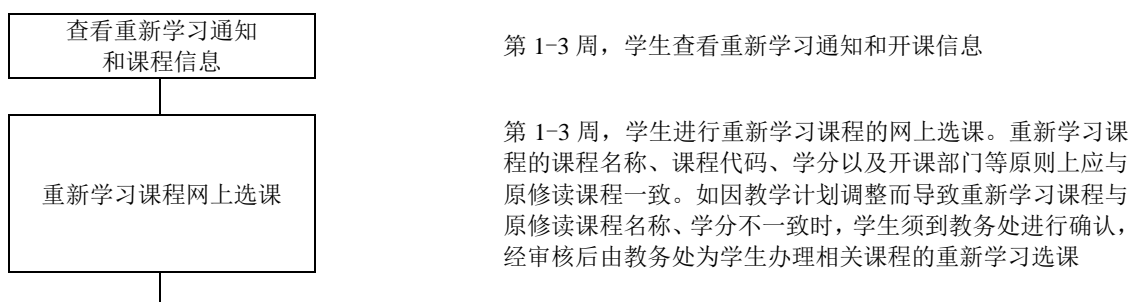 查看重新学习通知
和课程信息
第 1-3 周，学生查看重新学习通知和开课信息
重新学习课程网上选课
第 1-3 周，学生进行重新学习课程的网上选课。重新学习课
程的课程名称、课程代码、学分以及开课部门等原则上应与
原修读课程一致。如因教学计划调整而导致重新学习课程与
原修读课程名称、学分不一致时，学生须到教务处进行确认，
经审核后由教务处为学生办理相关课程的重新学习选课